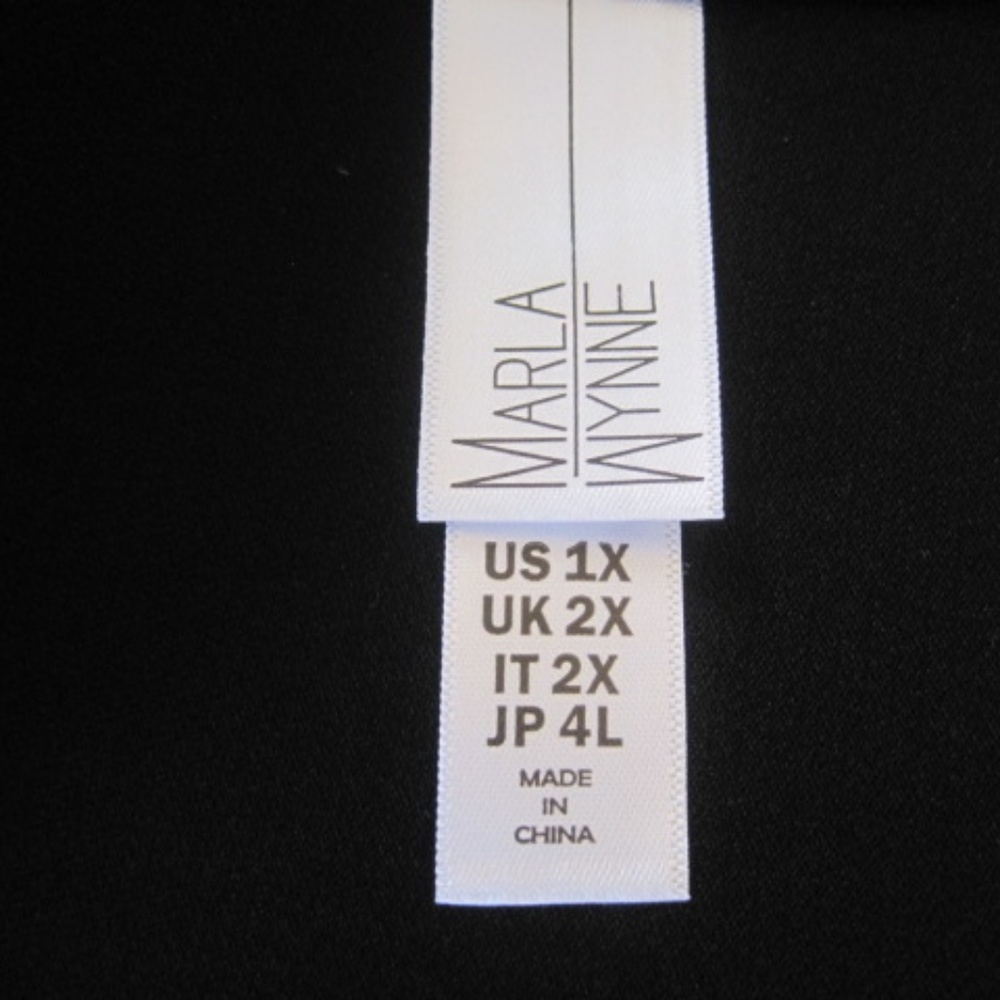 MARLA
WYNNE
US 1X
UK 2X
IT 2X
JP 4L
MADE
IN
CHINA